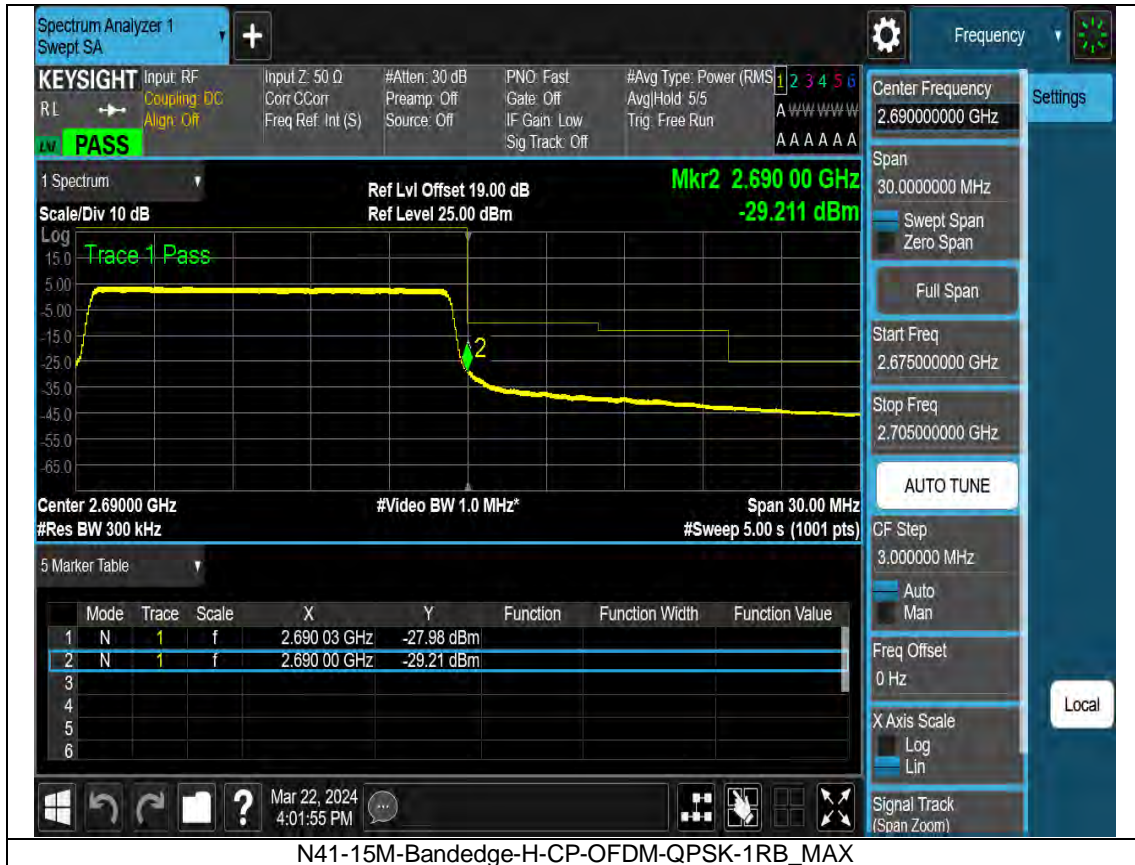 Spectrum Analyzer 1
Swept SA
Frequency
KEYSIGHT
Input: RF
Input Z: 50 Ω
#Atten: 30 dB
PNO: Fast
#Avg Type: Power (RMS
1 2 3 4 5 6
RL
Coupling: DC
Corr CCorr
Preamp: Off
Gate: Off
Avg|Hold: 5/5
A W W W W W
Align: Off
Freq Ref: Int (S)
Source: Off
IF Gain: Low
Trig: Free Run
Sig Track: Off
A A A A A A
PASS
1 Spectrum
Ref Lvl Offset 19.00 dB
Mkr2 2.690 00 GHz
Scale/Div 10 dB
Ref Level 25.00 dBm
-29.211 dBm
Log
Trace 1 Pass
15.0
5.00
-5.00
-15.0
-25.0
-35.0
-45.0
-55.0
-65.0
2
Center 2.69000 GHz
#Video BW 1.0 MHz*
Span 30.00 MHz
#Res BW 300 kHz
#Sweep 5.00 s (1001 pts)
5 Marker Table
Mode Trace Scale X Y Function Function Width Function Value
1 N 1 f 2.690 03 GHz -27.98 dBm
2 N 1 f 2.690 00 GHz -29.21 dBm
3
4
5
6
Mar 22, 2024
4:01:55 PM
Center Frequency
2.690000000 GHz
Settings
Span
30.0000000 MHz
Swept Span
Zero Span
Full Span
Start Freq
2.675000000 GHz
Stop Freq
2.705000000 GHz
AUTO TUNE
CF Step
3.000000 MHz
Auto
Man
Freq Offset
0 Hz
Local
X Axis Scale
Log
Lin
Signal Track
(Span Zoom)
N41-15M-Bandedge-H-CP-OFDM-QPSK-1RB_MAX